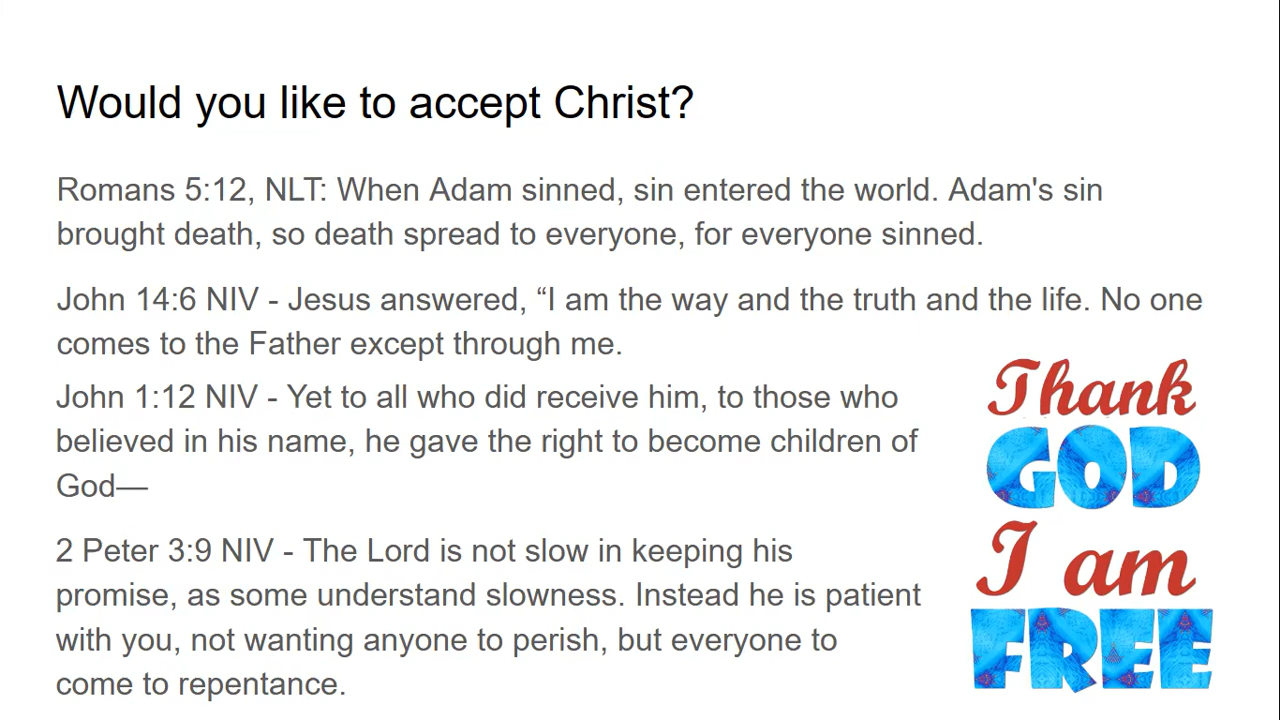 Would you like to accept Christ?
Romans 5:12, NLT: When Adam sinned, sin entered the world. Adam's sin
brought death, so death spread to everyone, for everyone sinned.
John 14:6 NIV - Jesus answered, “I am the way and the truth and the life. No one
comes to the Father except through me.
John 1:12 NIV - Yet to all who did receive him, to those who
believed in his name, he gave the right to become children of
God—
2 Peter 3:9 NIV - The Lord is not slow in keeping his
promise, as some understand slowness. Instead he is patient
with you, not wanting anyone to perish, but everyone to
come to repentance.
Thank
GOD
I am
FREE